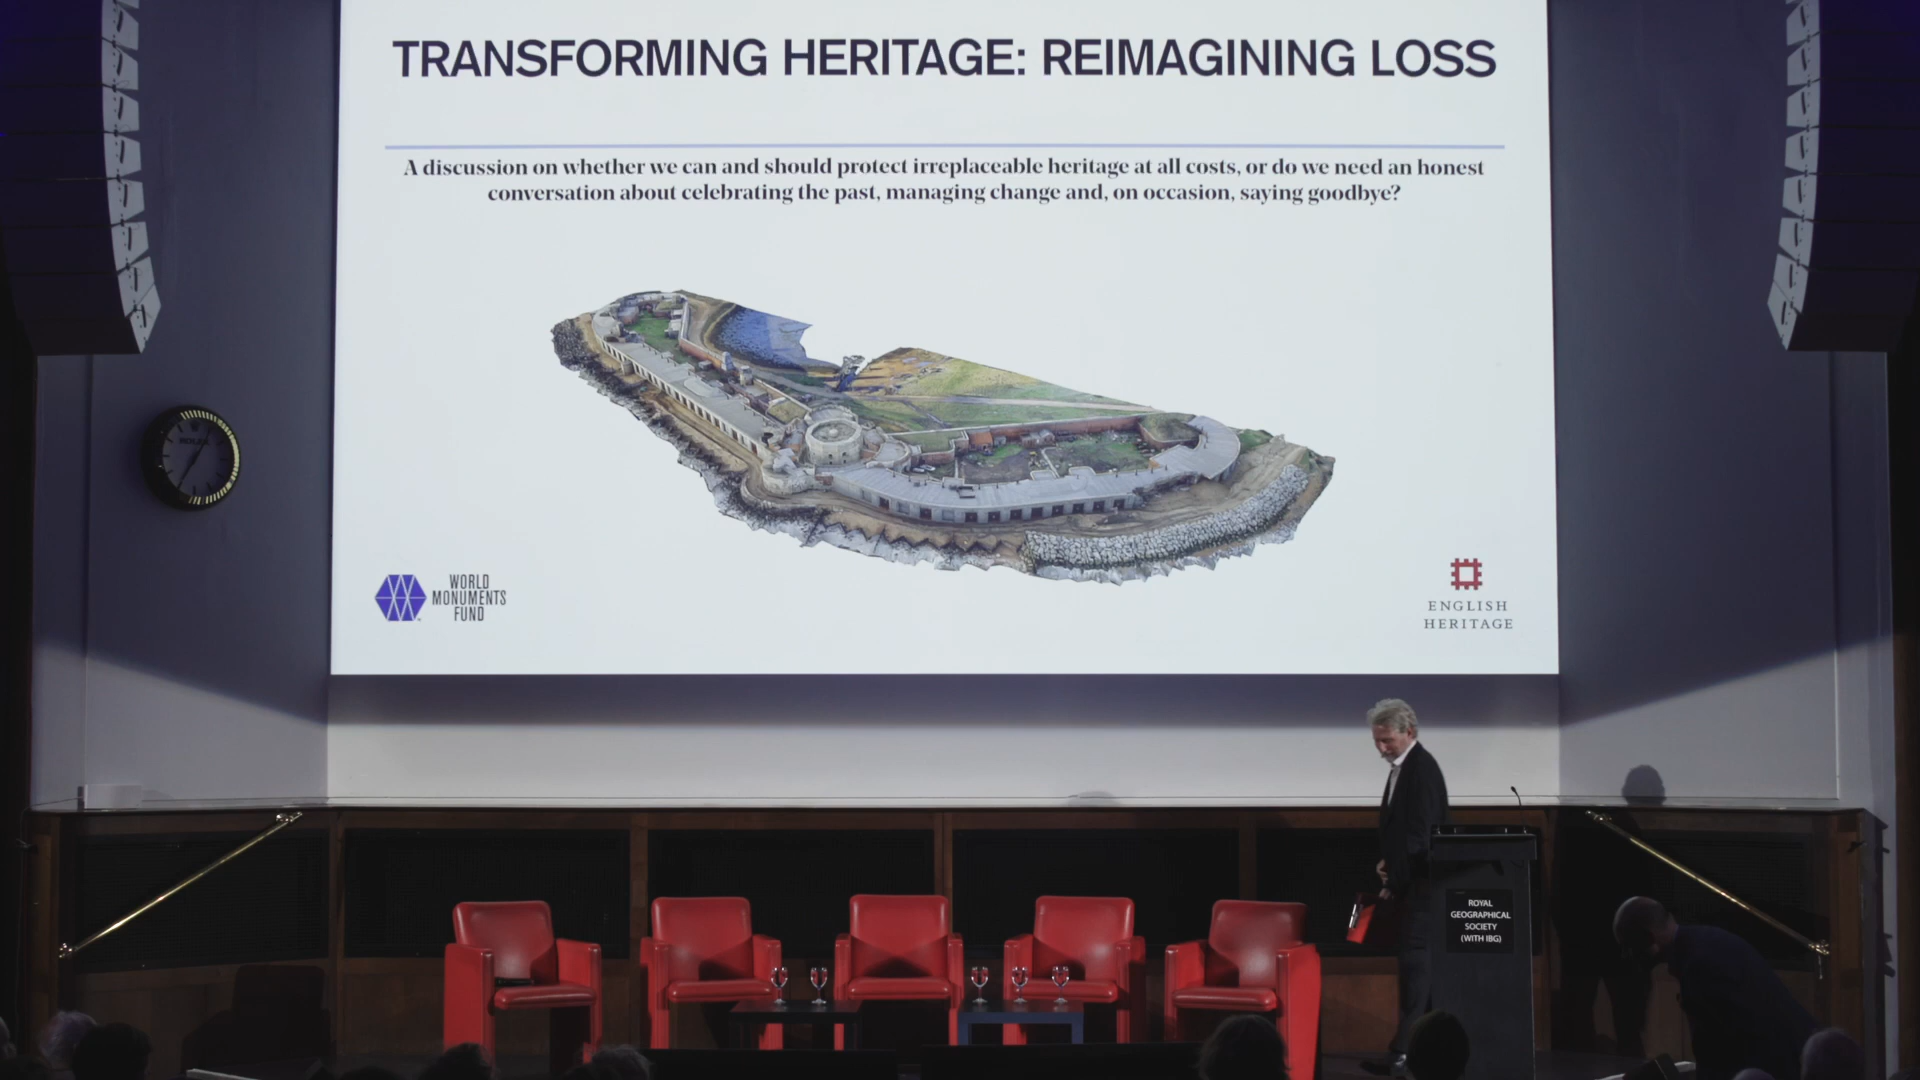 TRANSFORMING HERITAGE: REIMAGINING LOSS
A discussion on whether we can and should protect irreplaceable heritage at all costs, or do we need an honest
conversation about celebrating the past, managing change and, on occasion, saying goodbye?
WORLD
MONUMENTS
FUND
ENGLISH
HERITAGE
ROLEX
ROYAL
GEOGRAPHICAL
SOCIETY
(WITH IBG)